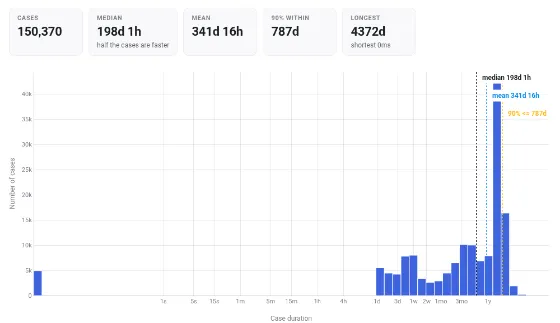 CASES
150,370
MEDIAN
198d 1h
half the cases are faster
MEAN
341d 16h
90% WITHIN
787d
LONGEST
4372d
shortest 0ms
median 198d 1h
mean 341d 16h
90% <= 787d
Number of cases
40k
35k
30k
25k
20k
15k
10k
5k
0
1s
5s
15s
1m
5m
15m
1h
4h
1d
3d
1w
2w
1mo
3mo
1y
Case duration